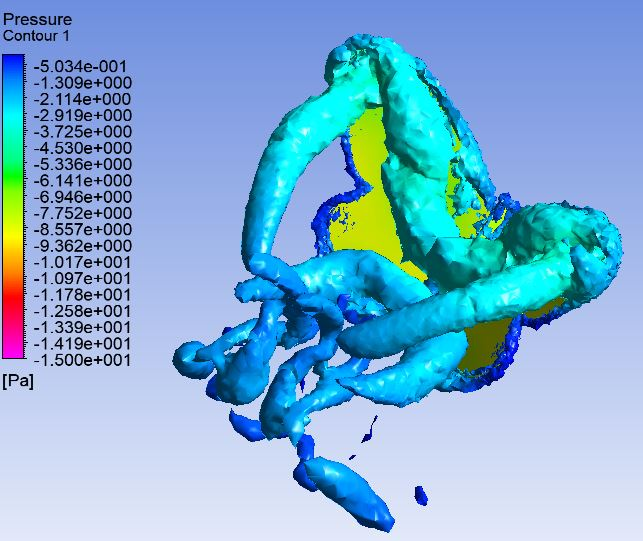 Pressure
Contour 1
-5.034e-001
-1.309e+000
-2.114e+000
-2.919e+000
-3.725e+000
-4.530e+000
-5.336e+000
-6.141e+000
-6.946e+000
-7.752e+000
-8.557e+000
-9.362e+000
-1.017e+001
-1.097e+001
-1.178e+001
-1.258e+001
-1.339e+001
-1.419e+001
-1.500e+001
[Pa]